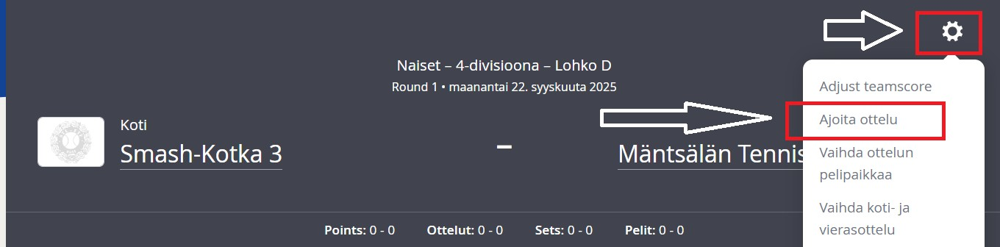 Naiset – 4-divisioona – Lohko D
Round 1 • maanantai 22. syyskuuta 2025
Koti
Smash-Kotka 3
–
Mäntsälän Tennis
Points: 0 - 0 Ottelut: 0 - 0 Sets: 0 - 0 Pelit: 0 - 0
Adjust teamscore
Ajoita ottelu
Vaihda ottelun
pelipaikkaa
Vaihda koti- ja
vierasottelu